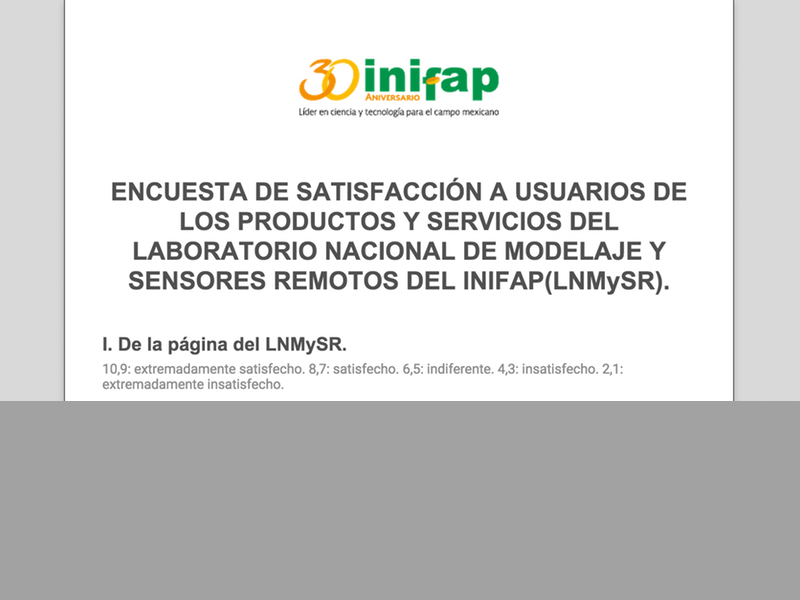 30 inifap
ANIVERSARIO
Líder en ciencia y tecnología para el campo mexicano
ENCUESTA DE SATISFACCIÓN A USUARIOS DE
LOS PRODUCTOS Y SERVICIOS DEL
LABORATORIO NACIONAL DE MODELAJE Y
SENSORES REMOTOS DEL INIFAP(LNMySR).
I. De la página del LNMySR.
10,9: extremadamente satisfecho. 8,7: satisfecho. 6,5: indiferente. 4,3: insatisfecho. 2,1:
extremadamente insatisfecho.